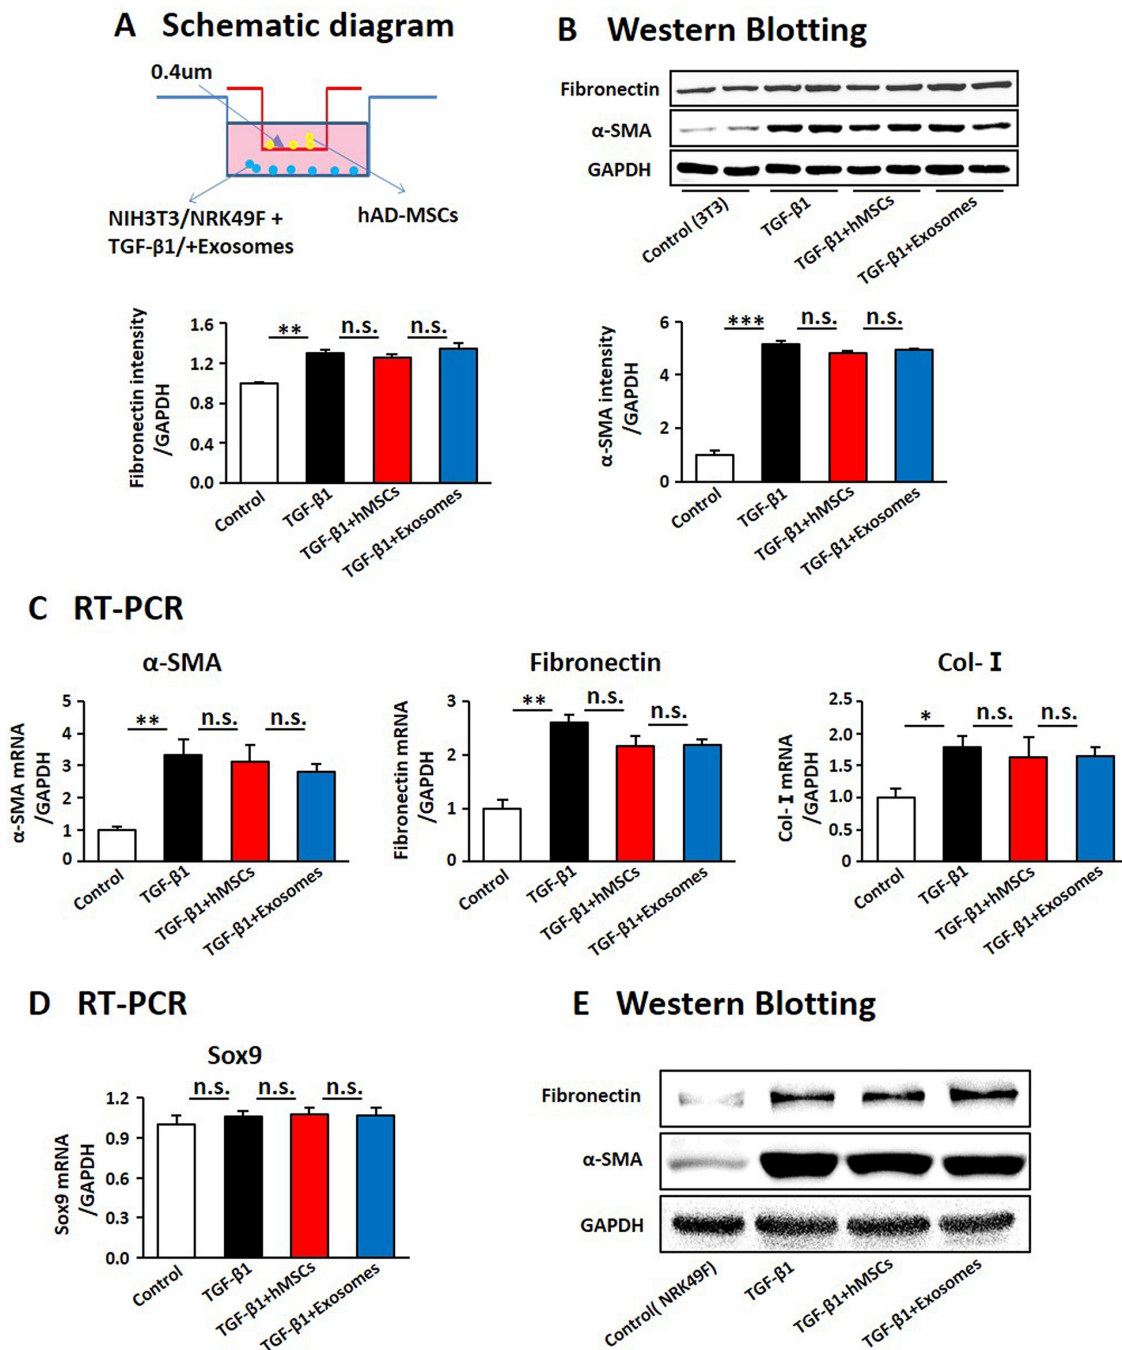 A Schematic diagram
0.4um
NIH3T3/NRK49F +
TGF-β1/+Exosomes
hAD-MSCs
B Western Blotting
Fibronectin
α-SMA
GAPDH
Control (3T3)
TGF-β1
TGF-β1+hMSCs
TGF-β1+Exosomes
Fibronectin intensity
/GAPDH
1.6
1.2
0.8
0.4
0.0
**
n.s.
n.s.
Control
TGF-β1
TGF-β1+hMSCs
TGF-β1+Exosomes
α-SMA intensity
/GAPDH
6
4
2
0
***
n.s.
n.s.
Control
TGF-β1
TGF-β1+hMSCs
TGF-β1+Exosomes
C RT-PCR
α-SMA
α-SMA mRNA
/GAPDH
5
4
3
2
1
0
**
n.s.
n.s.
Control
TGF-β1
TGF-β1+hMSCs
TGF-β1+Exosomes
Fibronectin
Fibronectin mRNA
/GAPDH
3
2
1
0
**
n.s.
n.s.
Control
TGF-β1
TGF-β1+hMSCs
TGF-β1+Exosomes
Col- I
Col- I mRNA
/GAPDH
2.5
2.0
1.5
1.0
0.5
0
*
n.s.
n.s.
Control
TGF-β1
TGF-β1+hMSCs
TGF-β1+Exosomes
D RT-PCR
Sox9
Sox9 mRNA
/GAPDH
1.2
0.9
0.6
0.3
0.0
n.s.
n.s.
n.s.
Control
TGF-β1
TGF-β1+hMSCs
TGF-β1+Exosomes
E Western Blotting
Fibronectin
α-SMA
GAPDH
Control( NRK49F)
TGF-β1
TGF-β1+hMSCs
TGF-β1+Exosomes